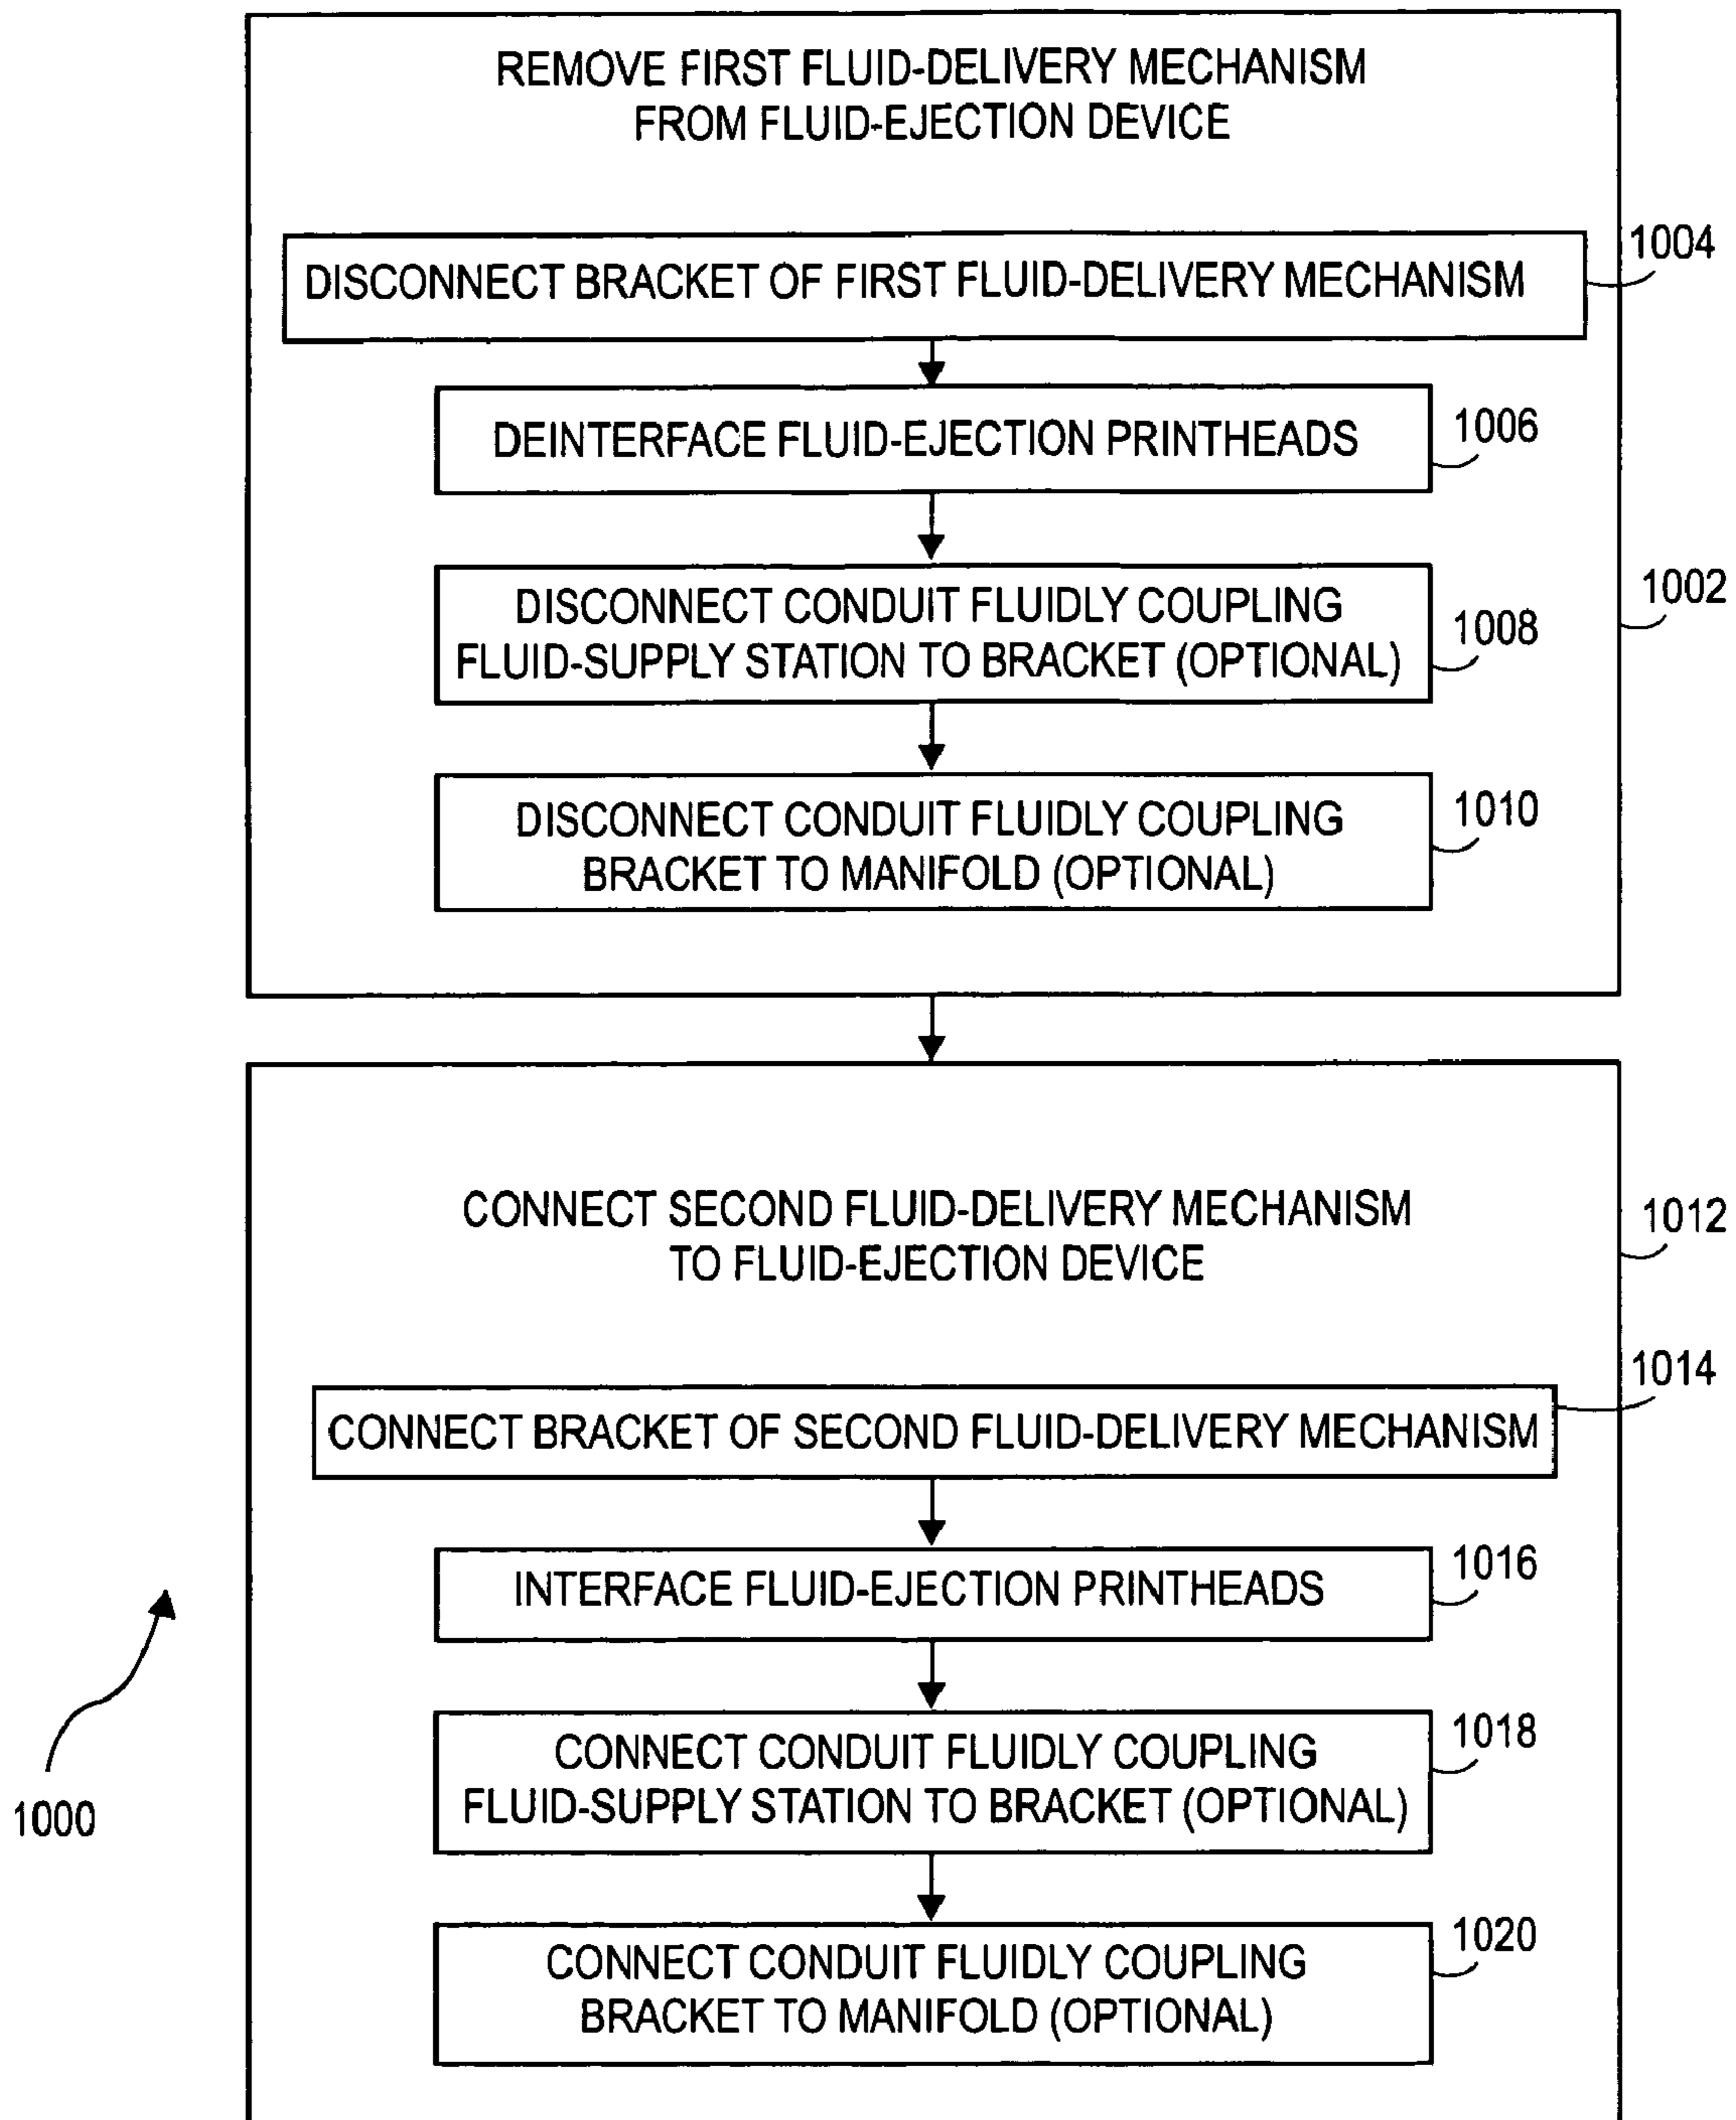 REMOVE FIRST FLUID-DELIVERY MECHANISM
FROM FLUID-EJECTION DEVICE
1004
DISCONNECT BRACKET OF FIRST FLUID-DELIVERY MECHANISM
1006
DEINTERFACE FLUID-EJECTION PRINTHEADS
1002
DISCONNECT CONDUIT FLUIDLY COUPLING
1008
FLUID-SUPPLY STATION TO BRACKET (OPTIONAL)
1010
DISCONNECT CONDUIT FLUIDLY COUPLING
BRACKET TO MANIFOLD (OPTIONAL)
CONNECT SECOND FLUID-DELIVERY MECHANISM
1012
TO FLUID-EJECTION DEVICE
1014
CONNECT BRACKET OF SECOND FLUID-DELIVERY MECHANISM
1016
INTERFACE FLUID-EJECTION PRINTHEADS
1018
CONNECT CONDUIT FLUIDLY COUPLING
FLUID-SUPPLY STATION TO BRACKET (OPTIONAL)
1000
1020
CONNECT CONDUIT FLUIDLY COUPLING
BRACKET TO MANIFOLD (OPTIONAL)